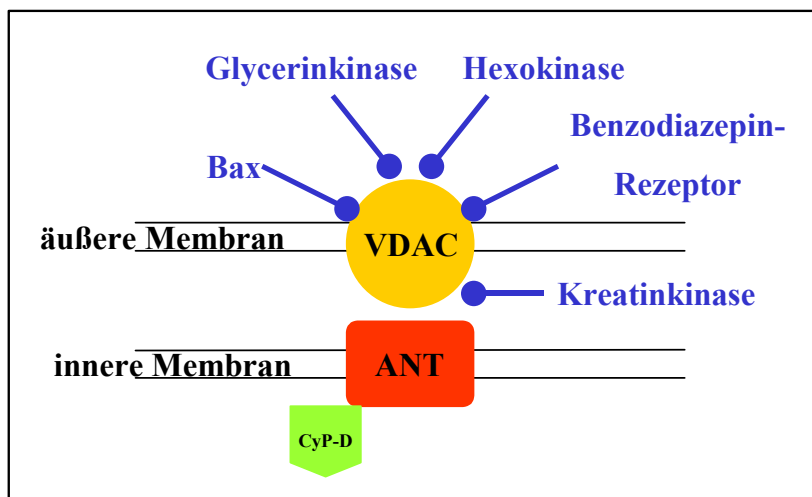 Glycerinkinase
Hexokinase
Benzodiazepin-
Rezeptor
Bax
äußere Membran
VDAC
Kreatinkinase
innere Membran
ANT
CyP-D